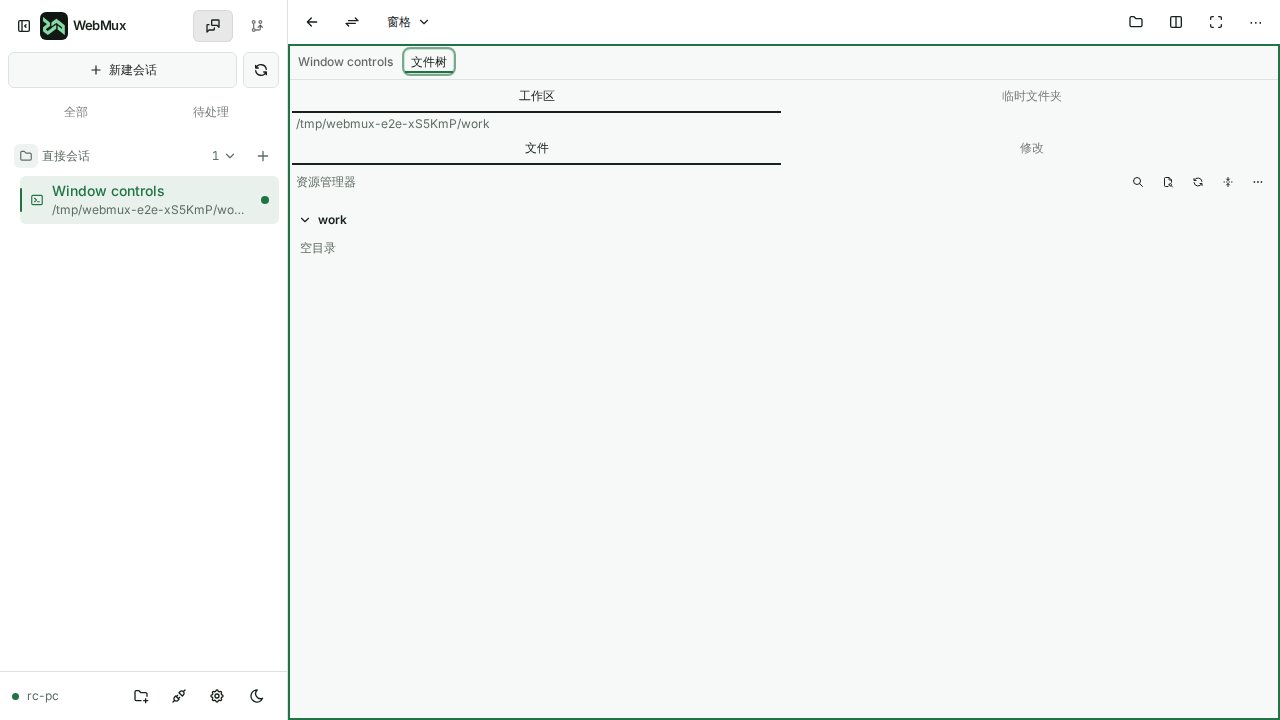 WebMux
新建会话
全部
待处理
直接会话
1
Window controls
/tmp/webmux-e2e-xS5KmP/wo...
rc-pc
窗格
Window controls
文件树
工作区
临时文件夹
/tmp/webmux-e2e-xS5KmP/work
文件
修改
资源管理器
work
空目录